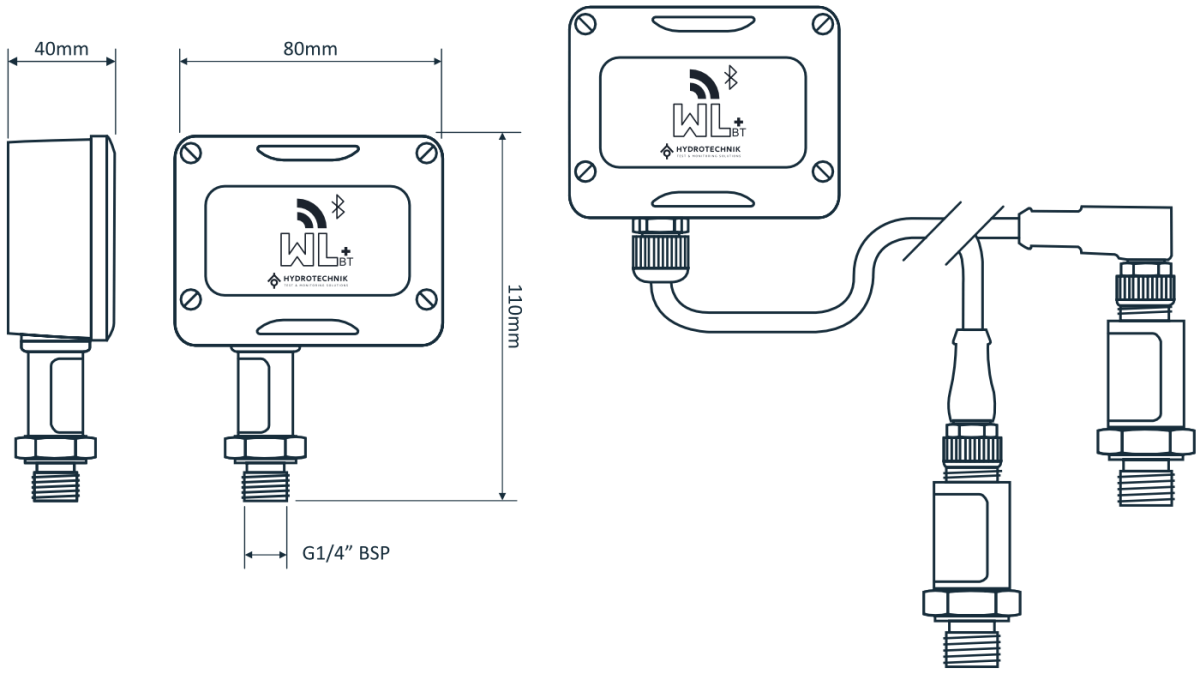 40mm
80mm
WL+
BT
HYDROTECHNIK
TEST & MONITORING SOLUTIONS
110mm
G1/4” BSP
WL+
BT
HYDROTECHNIK
TEST & MONITORING SOLUTIONS